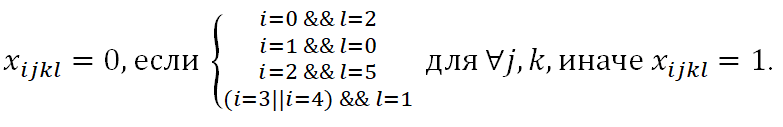 i=0 && l=2
i=1 && l=0
x_{ijkl} = 0, если { i=2 && l=5 для ∀j, k, иначе x_{ijkl} = 1.
(i=3||i=4) && l=1